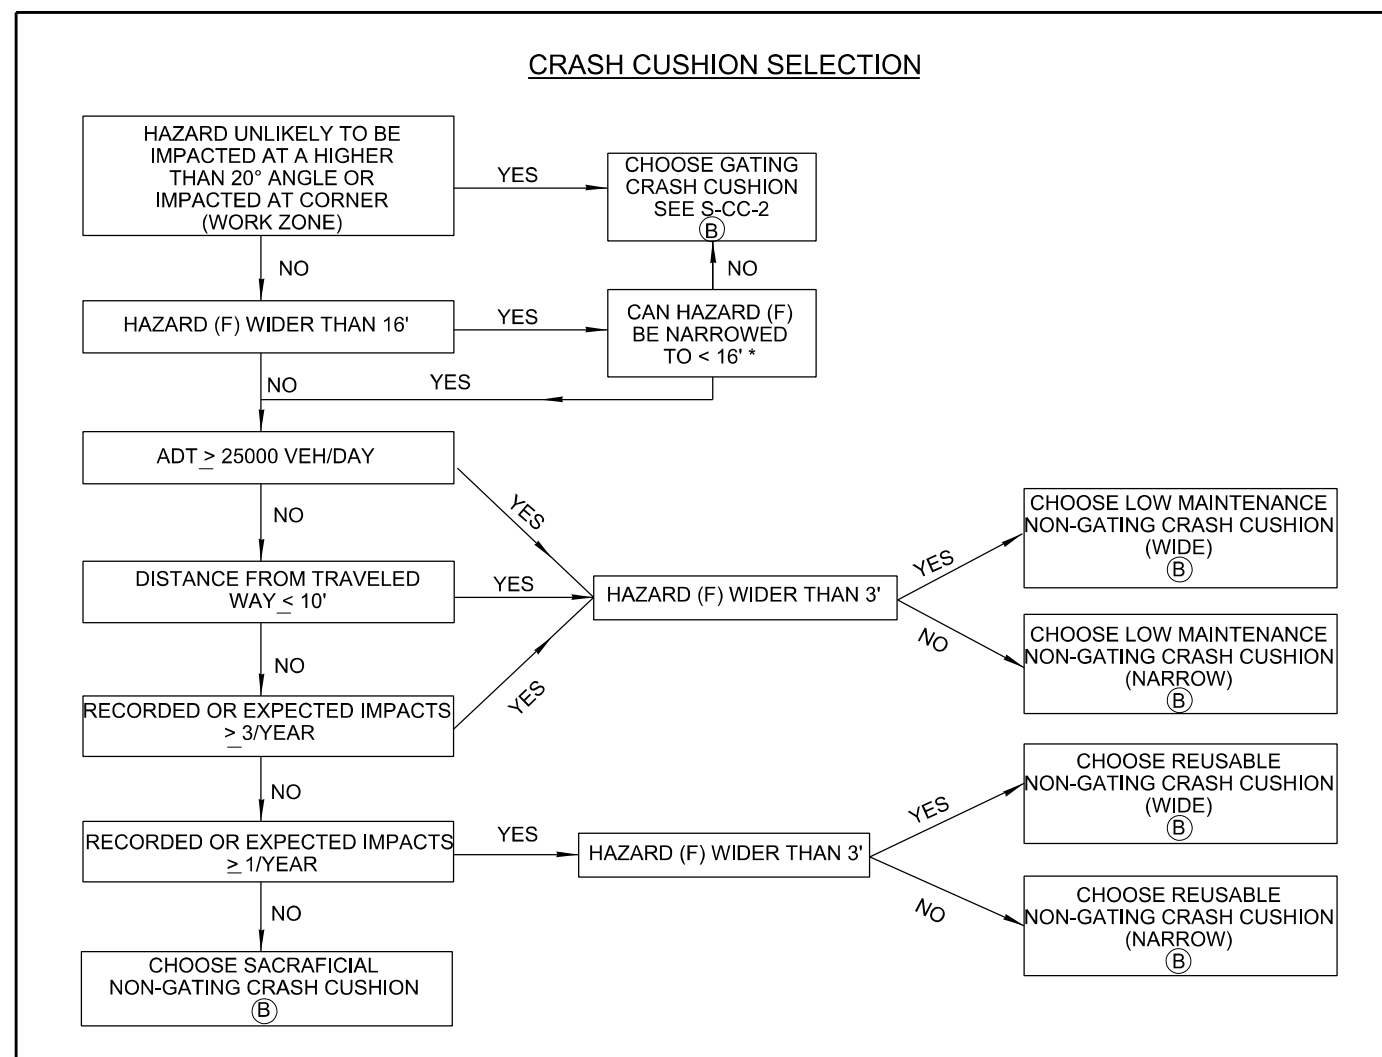 CRASH CUSHION SELECTION
HAZARD UNLIKELY TO BE
IMPACTED AT A HIGHER
THAN 20° ANGLE OR
IMPACTED AT CORNER
(WORK ZONE)
YES
CHOOSE GATING
CRASH CUSHION
SEE S-CC-2
B
NO
NO
HAZARD (F) WIDER THAN 16'
YES
CAN HAZARD (F)
BE NARROWED
TO < 16' *
NO
YES
ADT ≥ 25000 VEH/DAY
YES
NO
DISTANCE FROM TRAVELED
WAY ≤ 10'
YES
HAZARD (F) WIDER THAN 3'
YES
CHOOSE LOW MAINTENANCE
NON-GATING CRASH CUSHION
(WIDE)
B
NO
CHOOSE LOW MAINTENANCE
NON-GATING CRASH CUSHION
(NARROW)
B
NO
RECORDED OR EXPECTED IMPACTS
≥ 3/YEAR
YES
NO
RECORDED OR EXPECTED IMPACTS
≥ 1/YEAR
YES
HAZARD (F) WIDER THAN 3'
YES
CHOOSE REUSABLE
NON-GATING CRASH CUSHION
(WIDE)
B
NO
CHOOSE REUSABLE
NON-GATING CRASH CUSHION
(NARROW)
B
NO
CHOOSE SACRAFICIAL
NON-GATING CRASH CUSHION
B